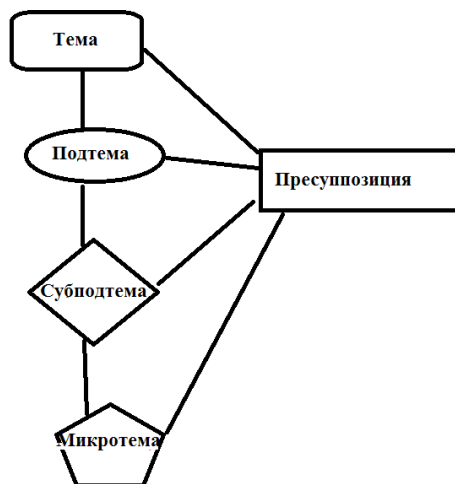 Тема
Подтема
Пресуппозиция
Субподтема
Микротема